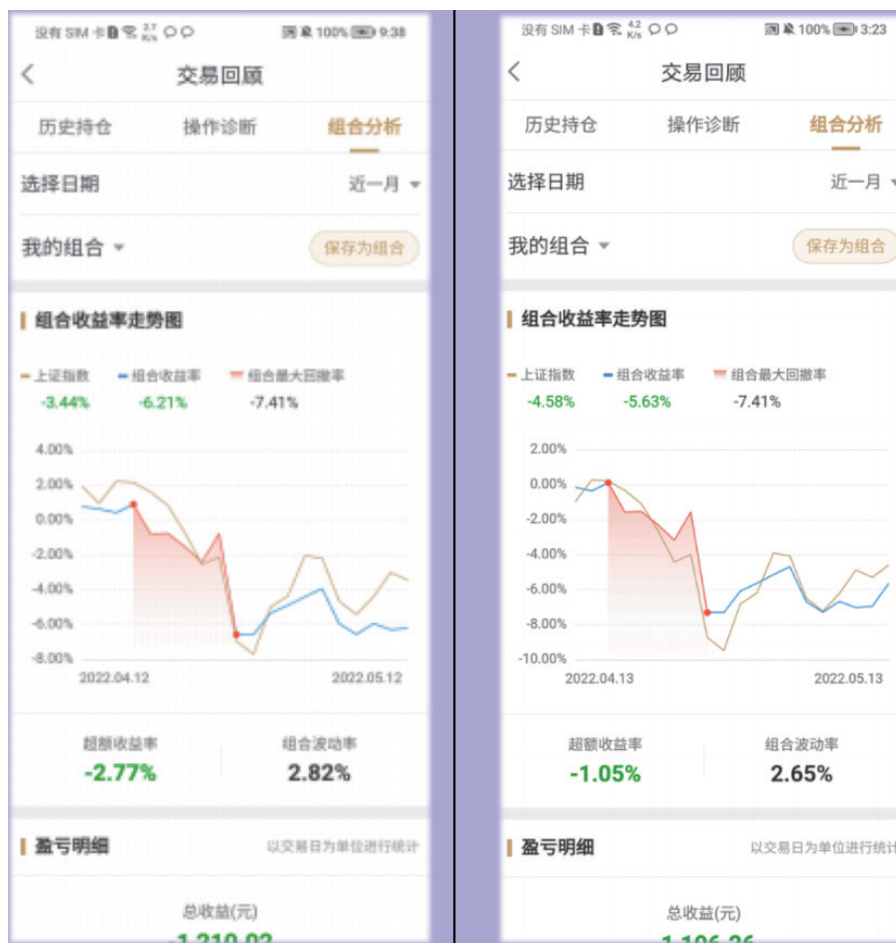 没有 SIM 卡 2.7 K/s 100% 9:38
交易回顾
历史持仓 操作诊断 组合分析
选择日期 近一月
我的组合 保存为组合
组合收益率走势图
上证指数 组合收益率 组合最大回撤率
-3.44% -6.21% -7.41%
4.00%
2.00%
0.00%
-2.00%
-4.00%
-6.00%
-8.00%
2022.04.12 2022.05.12
超额收益率 组合波动率
-2.77% 2.82%
盈亏明细 以交易日为单位进行统计
总收益(元)
-1,210.02
没有 SIM 卡 4.2 K/s 100% 3:23
交易回顾
历史持仓 操作诊断 组合分析
选择日期 近一月
我的组合 保存为组合
组合收益率走势图
上证指数 组合收益率 组合最大回撤率
-4.58% -5.63% -7.41%
2.00%
0.00%
-2.00%
-4.00%
-6.00%
-8.00%
-10.00%
2022.04.13 2022.05.13
超额收益率 组合波动率
-1.05% 2.65%
盈亏明细 以交易日为单位进行统计
总收益(元)